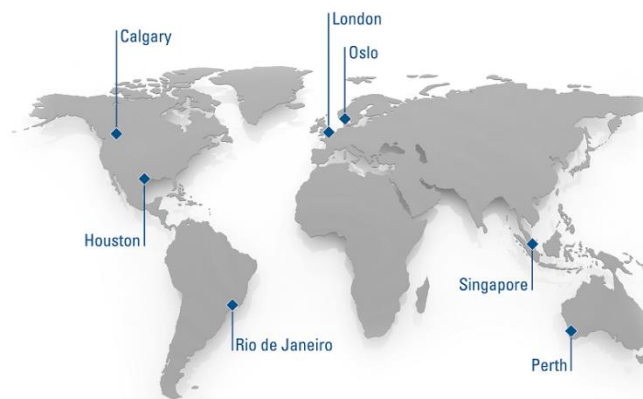 London
Calgary
Oslo
Houston
Singapore
Rio de Janeiro
Perth